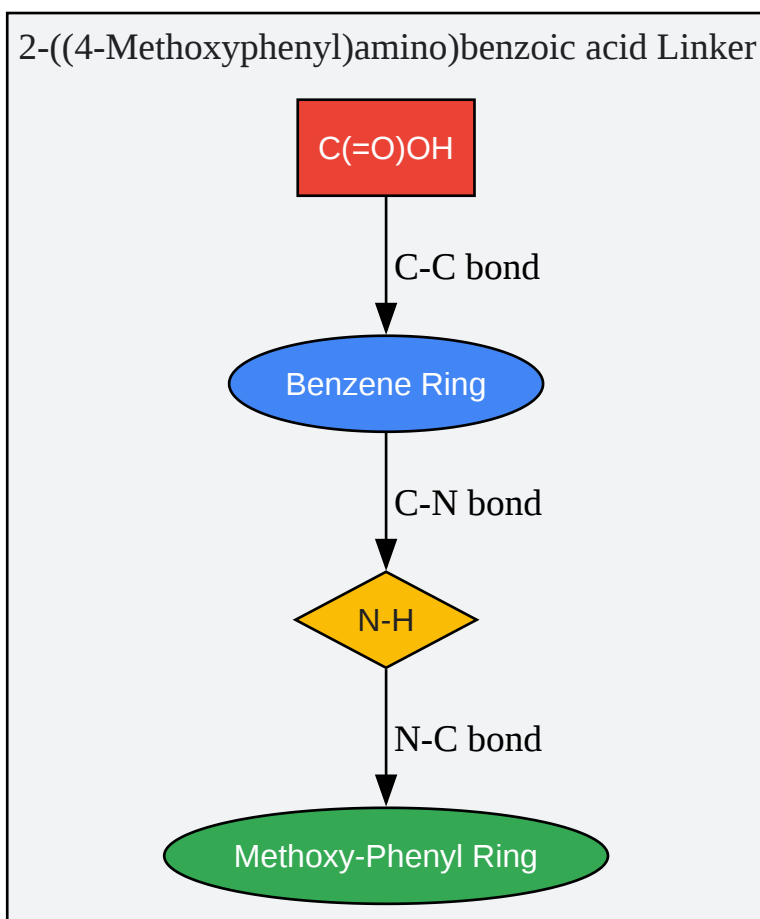 2-((4-Methoxyphenyl)amino)benzoic acid Linker
C(=O)OH
C-C bond
Benzene Ring
C-N bond
N-H
N-C bond
Methoxy-Phenyl Ring